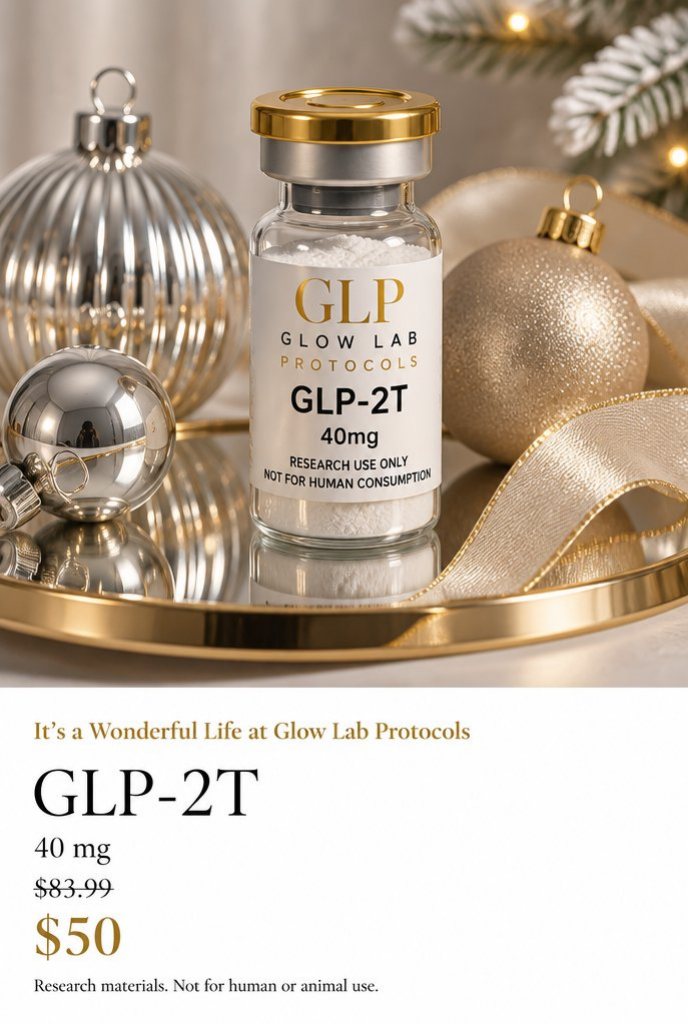 GLP
GLOW LAB
PROTOCOLS
GLP-2T
40mg
RESEARCH USE ONLY
NOT FOR HUMAN CONSUMPTION
It's a Wonderful Life at Glow Lab Protocols
GLP-2T
40 mg
$83.99
$50
Research materials. Not for human or animal use.